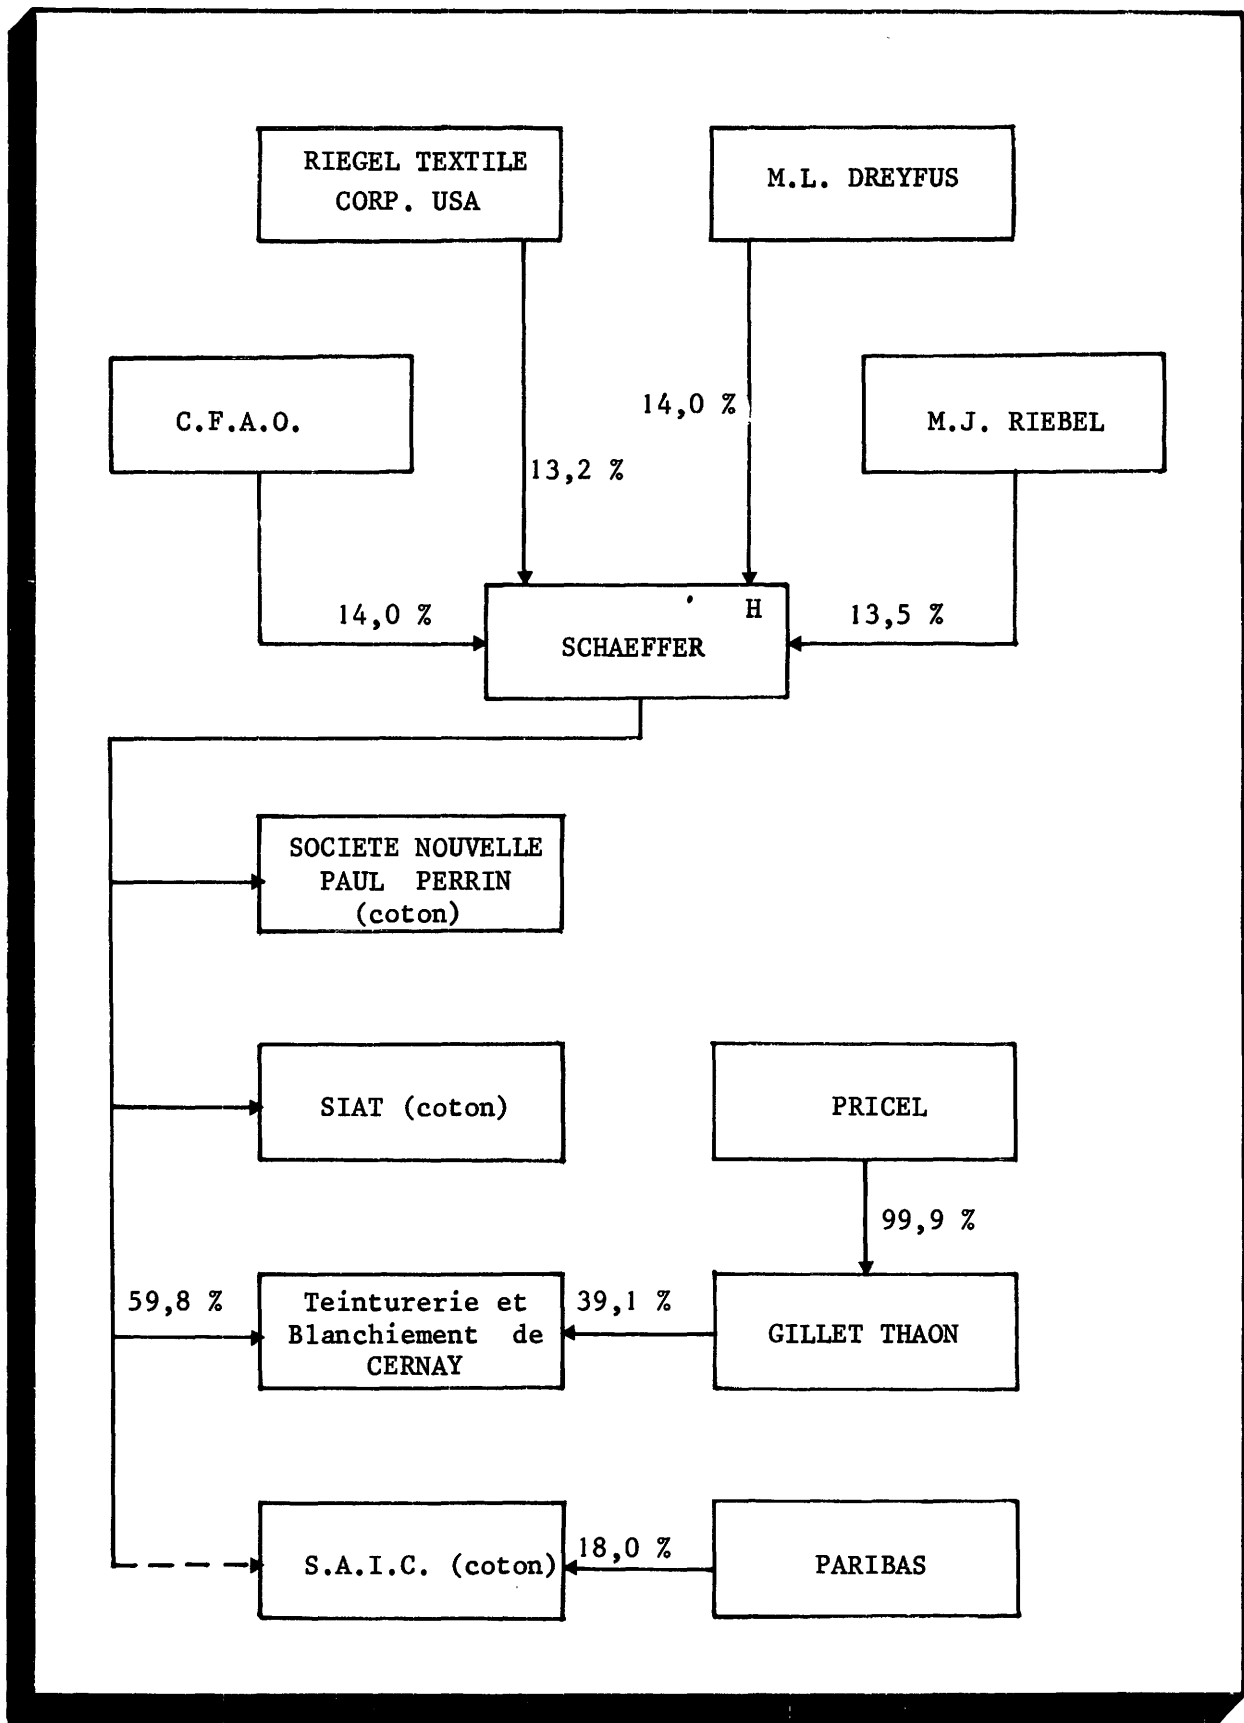 RIEGEL TEXTILE
CORP. USA
M.L. DREYFUS
C.F.A.O.
14,0 %
M.J. RIEBEL
13,2 %
H
14,0 %
13,5 %
SCHAEFFER
SOCIETE NOUVELLE
PAUL PERRIN
(coton)
SIAT (coton)
PRICEL
99,9 %
59,8 %
Teinturerie et
Blanchiement de
CERNAY
39,1 %
GILLET THAON
S.A.I.C. (coton)
18,0 %
PARIBAS